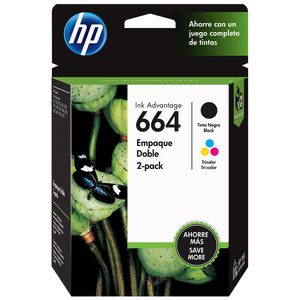 hp
Ahorre con
un juego completo
de tintas
Ink Advantage
664
Empaque
Doble
2-pack
Tinta Negra
Black
Tricolor
Tri-color
AHORRE
MÁS
SAVE
MORE